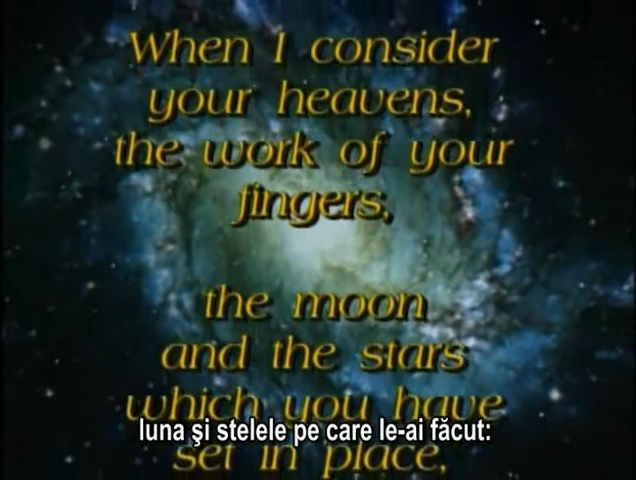 When I consider
your heavens,
the work of your
fingers,
the moon
and the stars
which you have
luna şi stelele pe care le-ai făcut:
set in place,